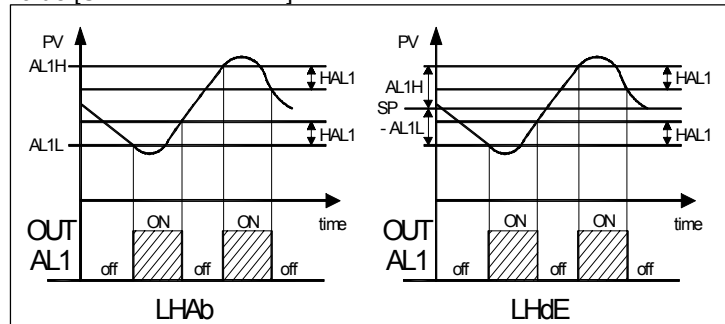 PV
AL1H
HAL1
HAL1
AL1L
time
OUT
AL1
off
ON
off
ON
off
LHAb
PV
AL1H
SP
- AL1L
HAL1
HAL1
time
OUT
AL1
off
ON
off
ON
off
LHdE